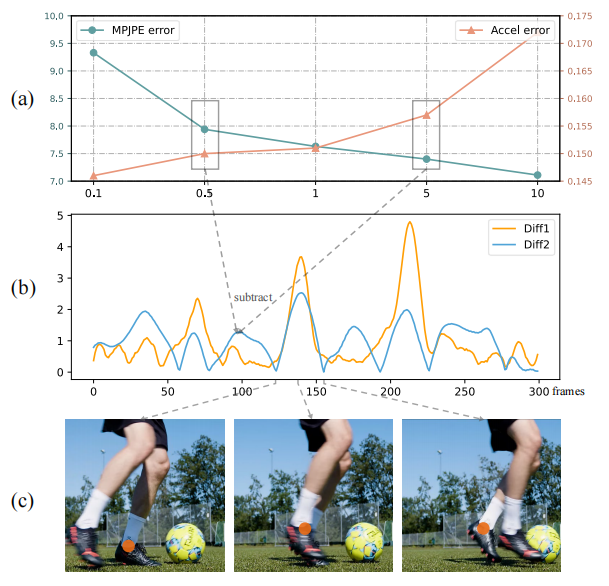 (a)
MPJPE error
Accel error
10,0
9,5
9,0
8,5
8,0
7,5
7,0
0,175
0,170
0,165
0,160
0,155
0,150
0,145
0.1 0.5 1 5 10
(b)
Diff1
Diff2
5
4
3
2
1
0
subtract
0 50 100 150 200 250 300 frames
(c)